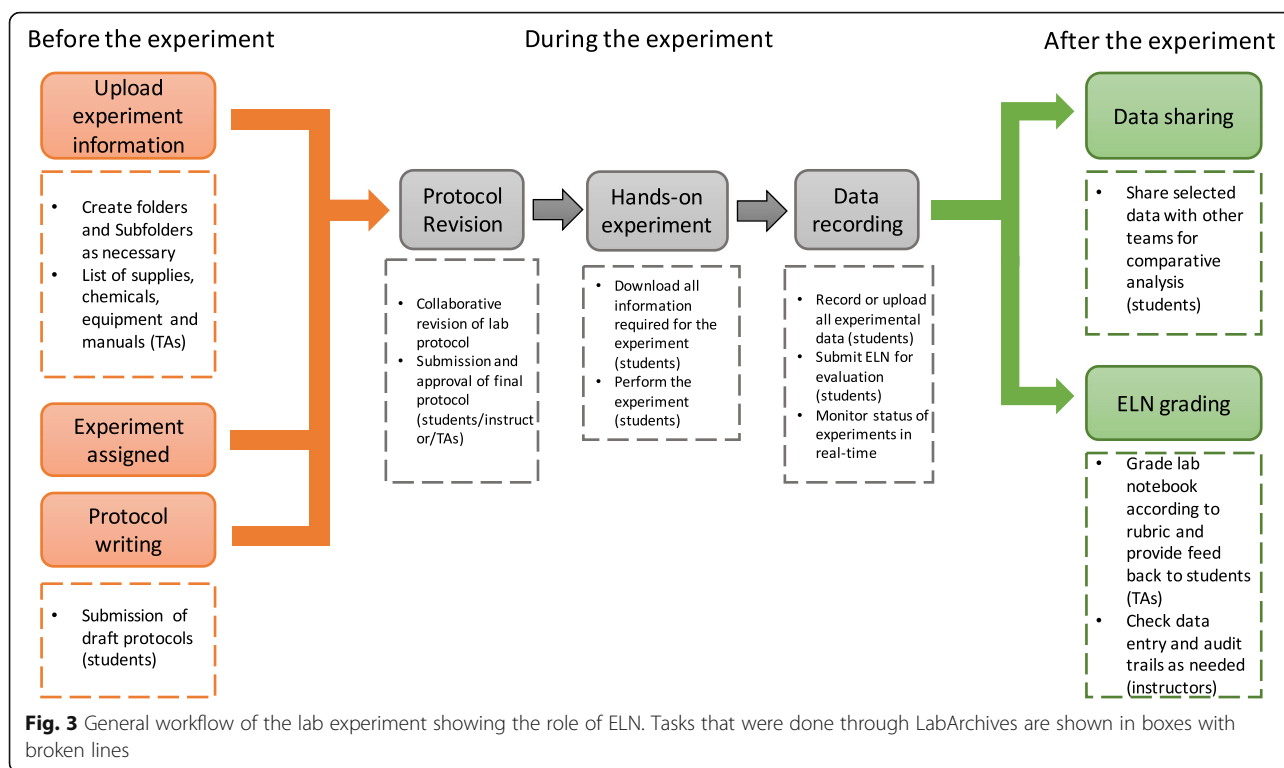 Before the experiment
During the experiment
After the experiment
Upload
experiment
information
• Create folders
and Subfolders
as necessary
• List of supplies,
chemicals,
equipment and
manuals (TAs)
Experiment
assigned
Protocol
writing
• Submission of
draft protocols
(students)
Protocol
Revision
• Collaborative
revision of lab
protocol
• Submission and
approval of final
protocol
(students/instruct
or/TAs)
Hands-on
experiment
• Download all
information
required for the
experiment
(students)
• Perform the
experiment
(students)
Data
recording
• Record or upload
all experimental
data (students)
• Submit ELN for
evaluation
(students)
• Monitor status of
experiments in
real-time
Data sharing
• Share selected
data with other
teams for
comparative
analysis
(students)
ELN grading
• Grade lab
notebook
according to
rubric and
provide feed
back to students
(TAs)
• Check data
entry and audit
trails as needed
(instructors)
Fig. 3 General workflow of the lab experiment showing the role of ELN. Tasks that were done through LabArchives are shown in boxes with
broken lines